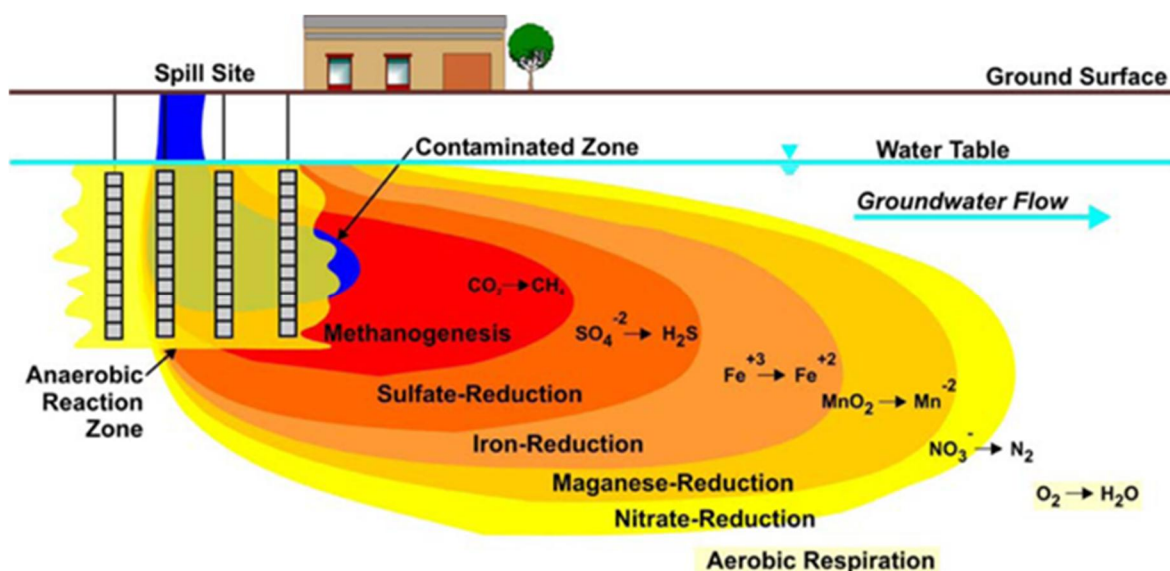 Spill Site
Ground Surface
Contaminated Zone
Water Table
Groundwater Flow
CO₂→CH₄
Methanogenesis
SO₄⁻² → H₂S
Anaerobic
Reaction
Zone
Fe⁺³→ Fe⁺²
Sulfate-Reduction
MnO₂→ Mn⁻²
Iron-Reduction
NO₃⁻ → N₂
Maganese-Reduction
O₂→ H₂O
Nitrate-Reduction
Aerobic Respiration